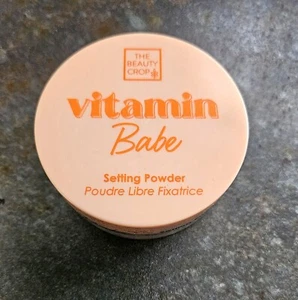 THE
BEAUTY
CROP
vitamin
Babe
Setting Powder
Poudre Libre Fixatrice